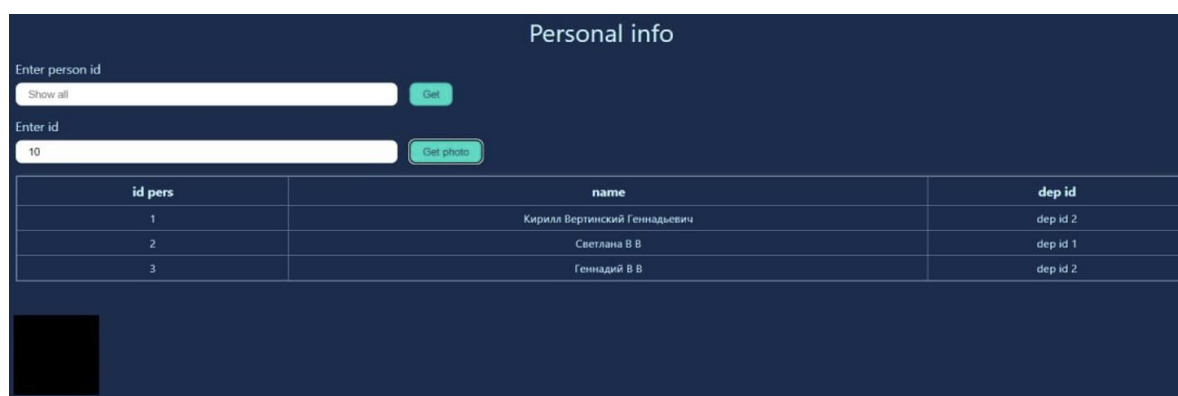 Personal info
Enter person id
Show all Get
Enter id
10 Get photo
id pers name dep id
1 Кирилл Вертинский Геннадьевич dep id 2
2 Светлана В В dep id 1
3 Геннадий В В dep id 2